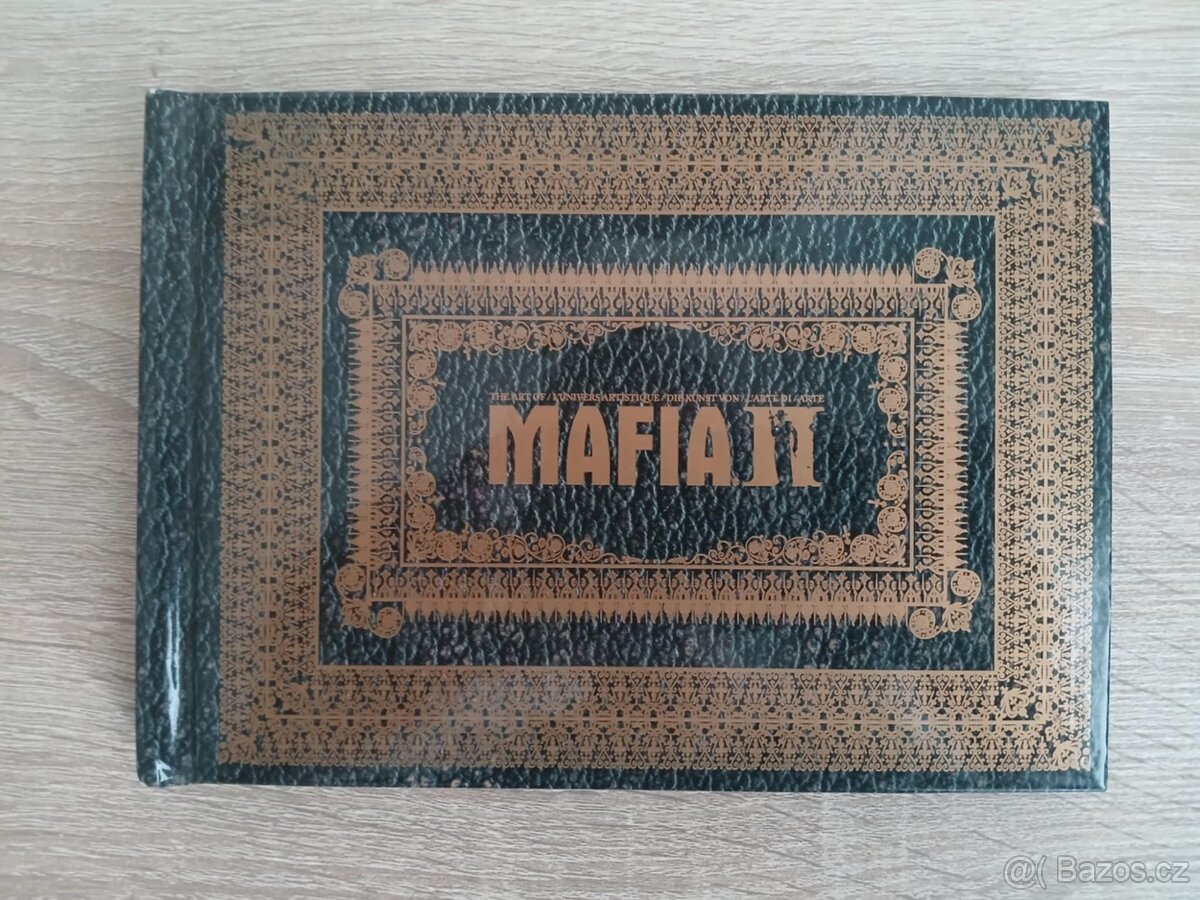 THE ART OF / L'UNIVERS ARTISTIQUE / DIE KUNST VON / L'ARTE DI / ARTE
MAFIA II
@( Bazos.cz